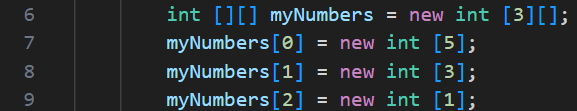 6 int [][] myNumbers = new int [3][];
7 myNumbers[0] = new int [5];
8 myNumbers[1] = new int [3];
9 myNumbers[2] = new int [1];